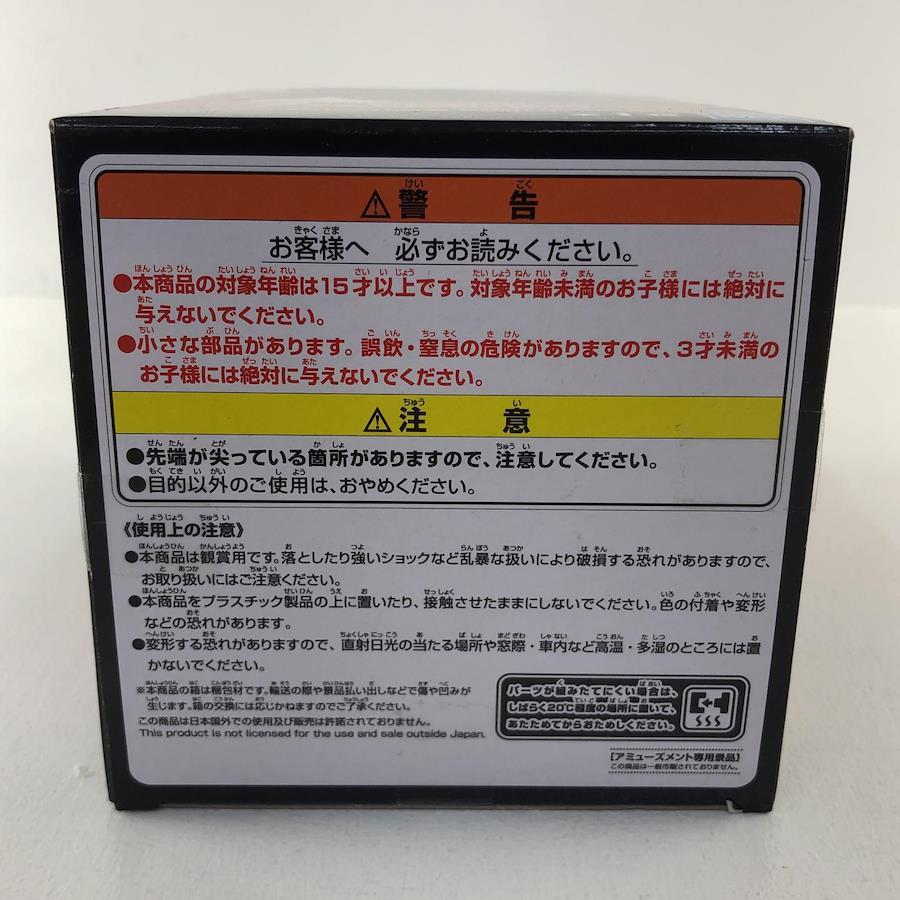 ⚠警 告
お客様へ 必ずお読みください。
●本商品の対象年齢は15才以上です。対象年齢未満のお子様には絶対に
与えないでください。
●小さな部品があります。誤飲・窒息の危険がありますので、3才未満の
お子様には絶対に与えないでください。
⚠注 意
●先端が尖っている箇所がありますので、注意してください。
●目的以外のご使用は、おやめください。
《使用上の注意》
●本商品は観賞用です。落としたり強いショックなど乱暴な扱いにより破損する恐れがありますので、
お取り扱いにはご注意ください。
●本商品をプラスチック製品の上に置いたり、接触させたままにしないでください。色の付着や変形
などの恐れがあります。
●変形する恐れがありますので、直射日光の当たる場所や窓際・車内など高温・多湿のところには置
かないでください。
※本商品の箱は梱包材です。輸送の際や景品払い出しなどで傷や凹みが
生じます。箱の交換には応じかねますのでご了承ください。
この商品は日本国外での使用及び販売は許諾されておりません。
This product is not licensed for the use and sale outside Japan.
パーツが組みたてにくい場合は、
しばらく20℃程度の場所に置いて、
あたためてからおためしください。
[アミューズメント専用景品]
この商品は一般市販されておりません。